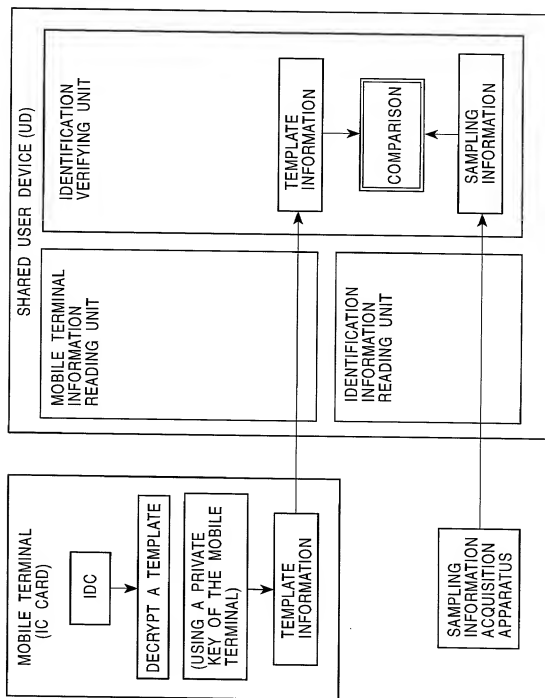 MOBILE TERMINAL
(IC CARD)
IDC
DECRYPT A TEMPLATE
(USING A PRIVATE
KEY OF THE MOBILE
TERMINAL)
TEMPLATE
INFORMATION
SAMPLING
INFORMATION
ACQUISITION
APPARATUS
SHARED USER DEVICE (UD)
MOBILE TERMINAL
INFORMATION
READING UNIT
IDENTIFICATION
INFORMATION
READING UNIT
IDENTIFICATION
VERIFYING UNIT
TEMPLATE
INFORMATION
COMPARISON
SAMPLING
INFORMATION